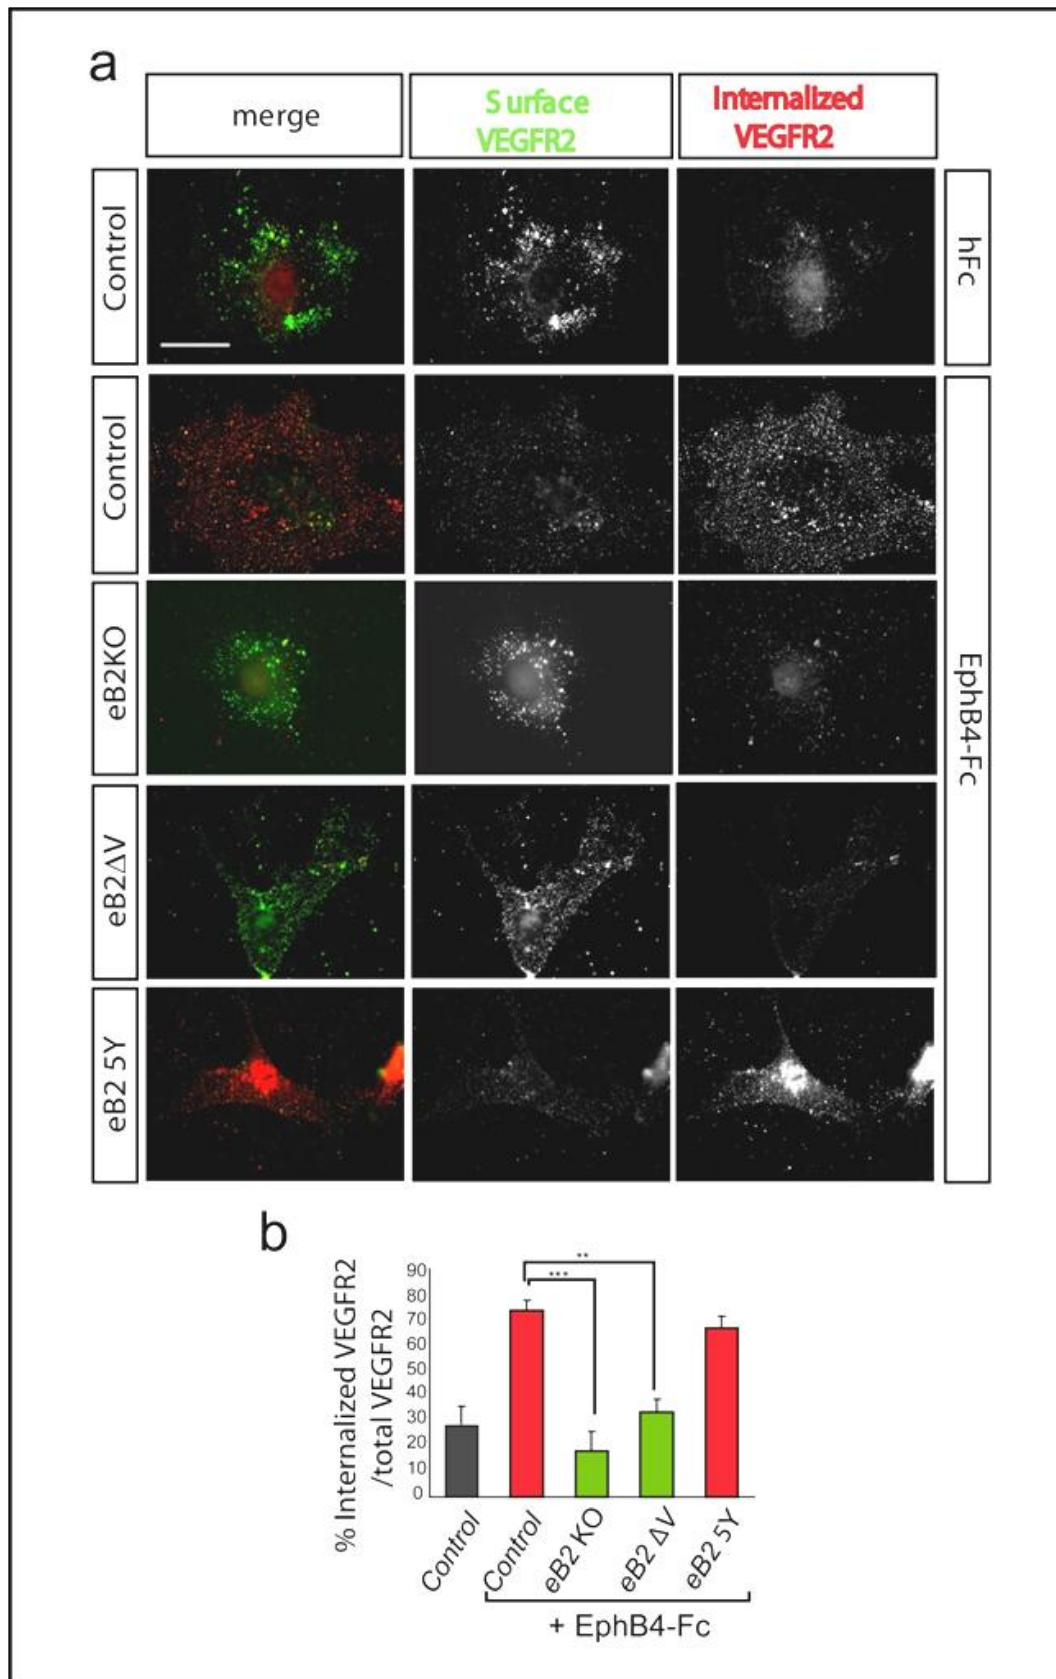 a
merge
S urface
VEGFR2
Internalized
VEGFR2
Control
hFc
Control
eB2KO
eB2ΔV
eB2 5Y
EphB4-Fc
b
% Internalized VEGFR2
/total VEGFR2
90
80
70
60
50
40
30
20
10
0
**
***
Control
Control
eB2 KO
eB2 ΔV
eB2 5Y
+ EphB4-Fc